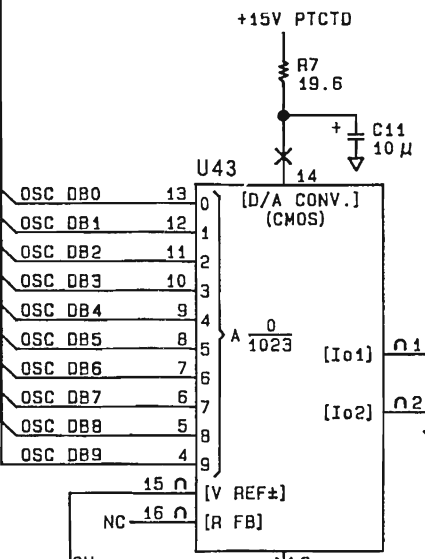 +15V PTCTD
R7
19.6
+ C11
10 µ
U43
14
[D/A CONV.]
(CMOS)
OSC DB0 13 0
OSC DB1 12 1
OSC DB2 11 2
OSC DB3 10 3
OSC DB4 9 4
OSC DB5 8 5
OSC DB6 7 6
OSC DB7 6 7
OSC DB8 5 8
OSC DB9 4 9
A 0
1023
[Io1] ∩ 1
[Io2] ∩ 2
15 ∩ [V REF±]
NC 16 ∩ [R FB]